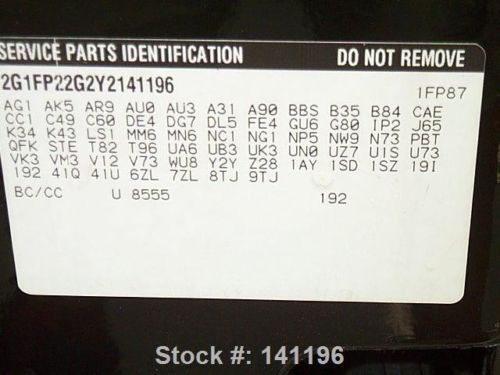 SERVICE PARTS IDENTIFICATION DO NOT REMOVE
2G1FP22G2Y2141196 1FP87
AG1 AK5 AR9 AU0 AU3 A31 A90 BBS B35 B84 CAE
CC1 C49 C60 DE4 DG7 DL5 FE4 GU6 G80 IP2 J65
K34 K43 LS1 MM6 MN6 NC1 NG1 NP5 NW9 N73 PBT
QFK STE T82 T96 UA6 UB3 UK3 UN0 UZ7 U1S U73
VK3 VM3 V12 V73 WU8 Y2Y Z28 1AY 1SD 1SZ 19I
192 41Q 41U 6ZL 7ZL 8TJ 9TJ
BC/CC U 8555 192
Stock #: 141196